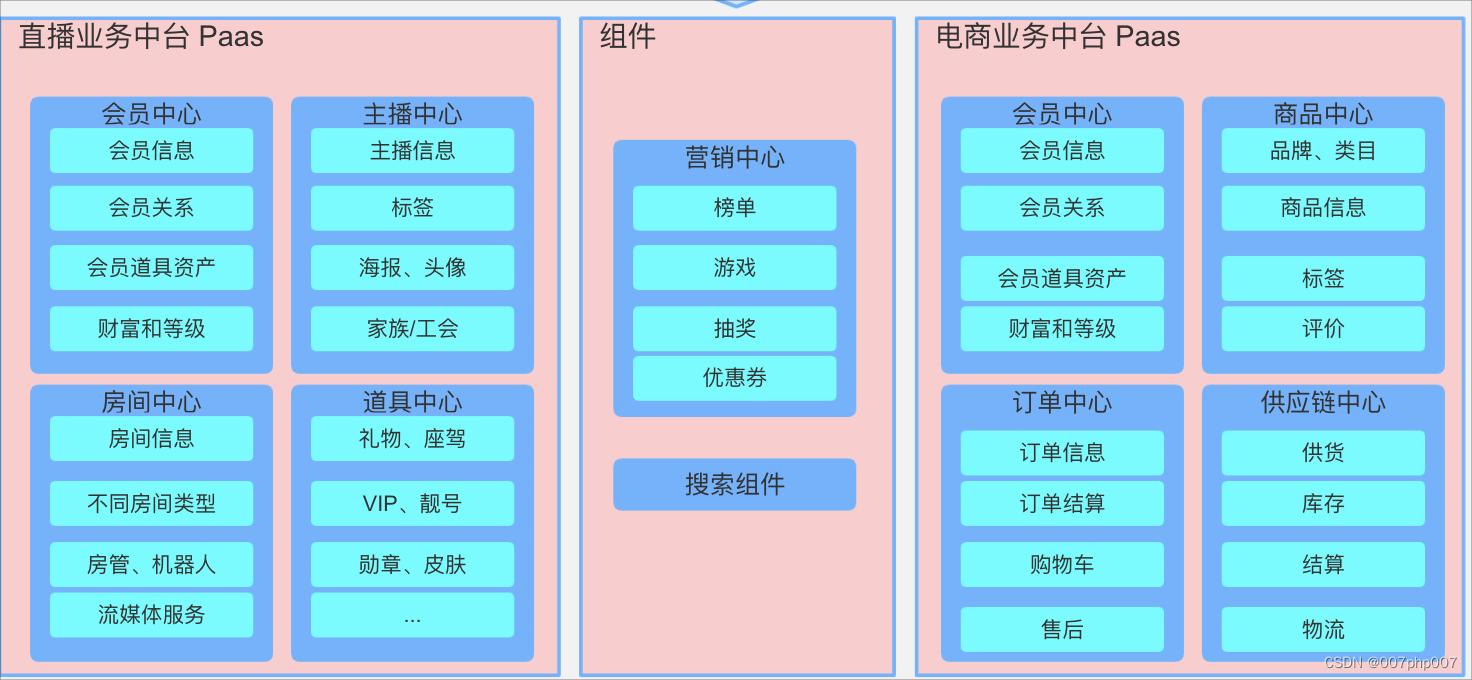 直播业务中台 Paas
会员中心
会员信息
会员关系
会员道具资产
财富和等级
主播中心
主播信息
标签
海报、头像
家族/工会
房间中心
房间信息
不同房间类型
房管、机器人
流媒体服务
道具中心
礼物、座驾
VIP、靓号
勋章、皮肤
...
组件
营销中心
榜单
游戏
抽奖
优惠券
搜索组件
电商业务中台 Paas
会员中心
会员信息
会员关系
会员道具资产
财富和等级
商品中心
品牌、类目
商品信息
标签
评价
订单中心
订单信息
订单结算
购物车
售后
供应链中心
供货
库存
结算
物流
CSDN @007php007